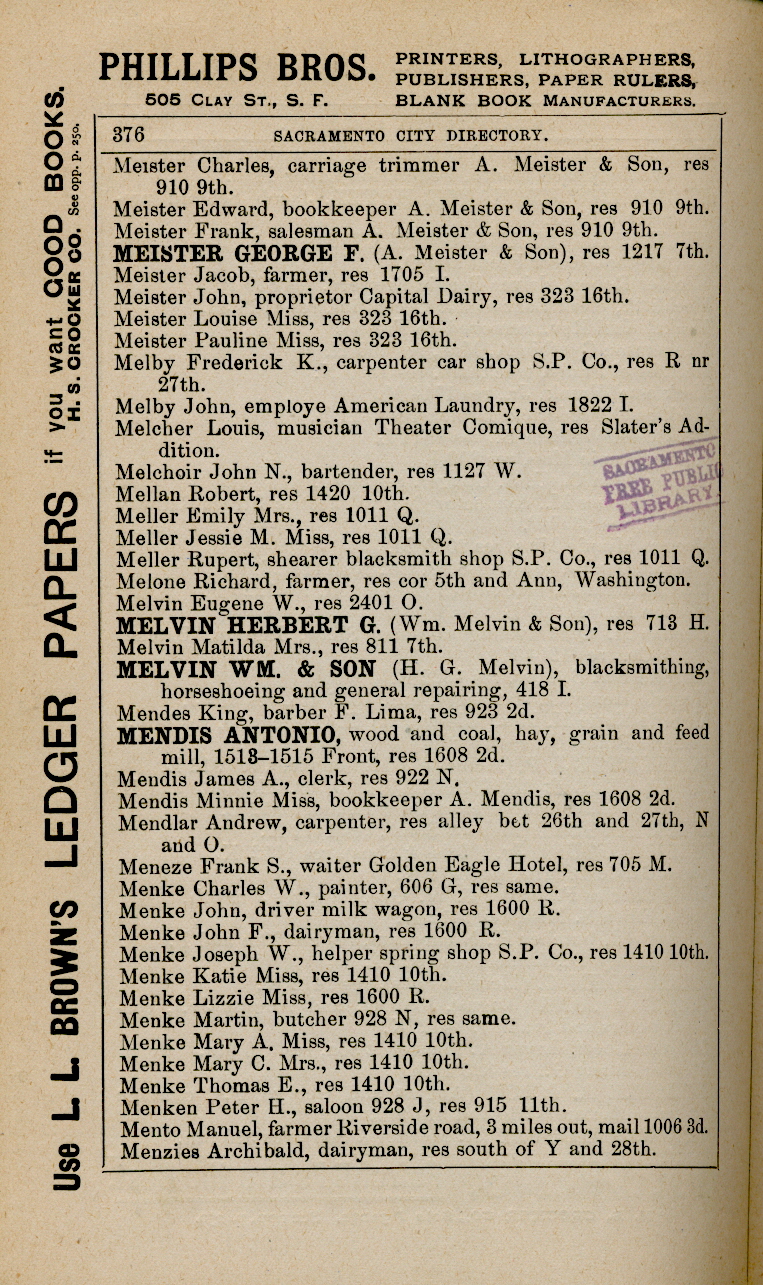 PHILLIPS BROS.
505 CLAY ST., S. F.
PRINTERS, LITHOGRAPHERS,
PUBLISHERS, PAPER RULERS,
BLANK BOOK MANUFACTURERS.
376
SACRAMENTO CITY DIRECTORY.
Meister Charles, carriage trimmer A. Meister & Son, res
910 9th.
Meister Edward, bookkeeper A. Meister & Son, res 910 9th.
Meister Frank, salesman A. Meister & Son, res 910 9th.
MEISTER GEORGE F. (A. Meister & Son), res 1217 7th.
Meister Jacob, farmer, res 1705 I.
Meister John, proprietor Capital Dairy, res 323 16th.
Meister Louise Miss, res 323 16th.
Meister Pauline Miss, res 323 16th.
Melby Frederick K., carpenter car shop S.P. Co., res R nr
27th.
Melby John, employe American Laundry, res 1822 I.
Melcher Louis, musician Theater Comique, res Slater's Ad-
dition.
Melchoir John N., bartender, res 1127 W.
Mellan Robert, res 1420 10th.
Meller Emily Mrs., res 1011 Q.
Meller Jessie M. Miss, res 1011 Q.
Meller Rupert, shearer blacksmith shop S.P. Co., res 1011 Q.
Melone Richard, farmer, res cor 5th and Ann, Washington.
Melvin Eugene W., res 2401 O.
MELVIN HERBERT G. (Wm. Melvin & Son), res 713 H.
Melvin Matilda Mrs., res 811 7th.
MELVIN WM. & SON (H. G. Melvin), blacksmithing,
horseshoeing and general repairing, 418 I.
Mendes King, barber F. Lima, res 923 2d.
MENDIS ANTONIO, wood and coal, hay, grain and feed
mill, 1513-1515 Front, res 1608 2d.
Mendis James A., clerk, res 922 N.
Mendis Minnie Miss, bookkeeper A. Mendis, res 1608 2d.
Mendlar Andrew, carpenter, res alley bet 26th and 27th, N
and O.
Meneze Frank S., waiter Golden Eagle Hotel, res 705 M.
Menke Charles W., painter, 606 G, res same.
Menke John, driver milk wagon, res 1600 R.
Menke John F., dairyman, res 1600 R.
Menke Joseph W., helper spring shop S.P. Co., res 1410 10th.
Menke Katie Miss, res 1410 10th.
Menke Lizzie Miss, res 1600 R.
Menke Martin, butcher 928 N, res same.
Menke Mary A. Miss, res 1410 10th.
Menke Mary C. Mrs., res 1410 10th.
Menke Thomas E., res 1410 10th.
Menken Peter H., saloon 928 J, res 915 11th.
Mento Manuel, farmer Riverside road, 3 miles out, mail 1006 3d.
Menzies Archibald, dairyman, res south of Y and 28th.
SACRAMENTO
FREE PUBLIC
LIBRARY
Use L. L. BROWN'S LEDGER PAPERS if you want GOOD BOOKS.
H. S. CROCKER CO. See opp. p. 250.